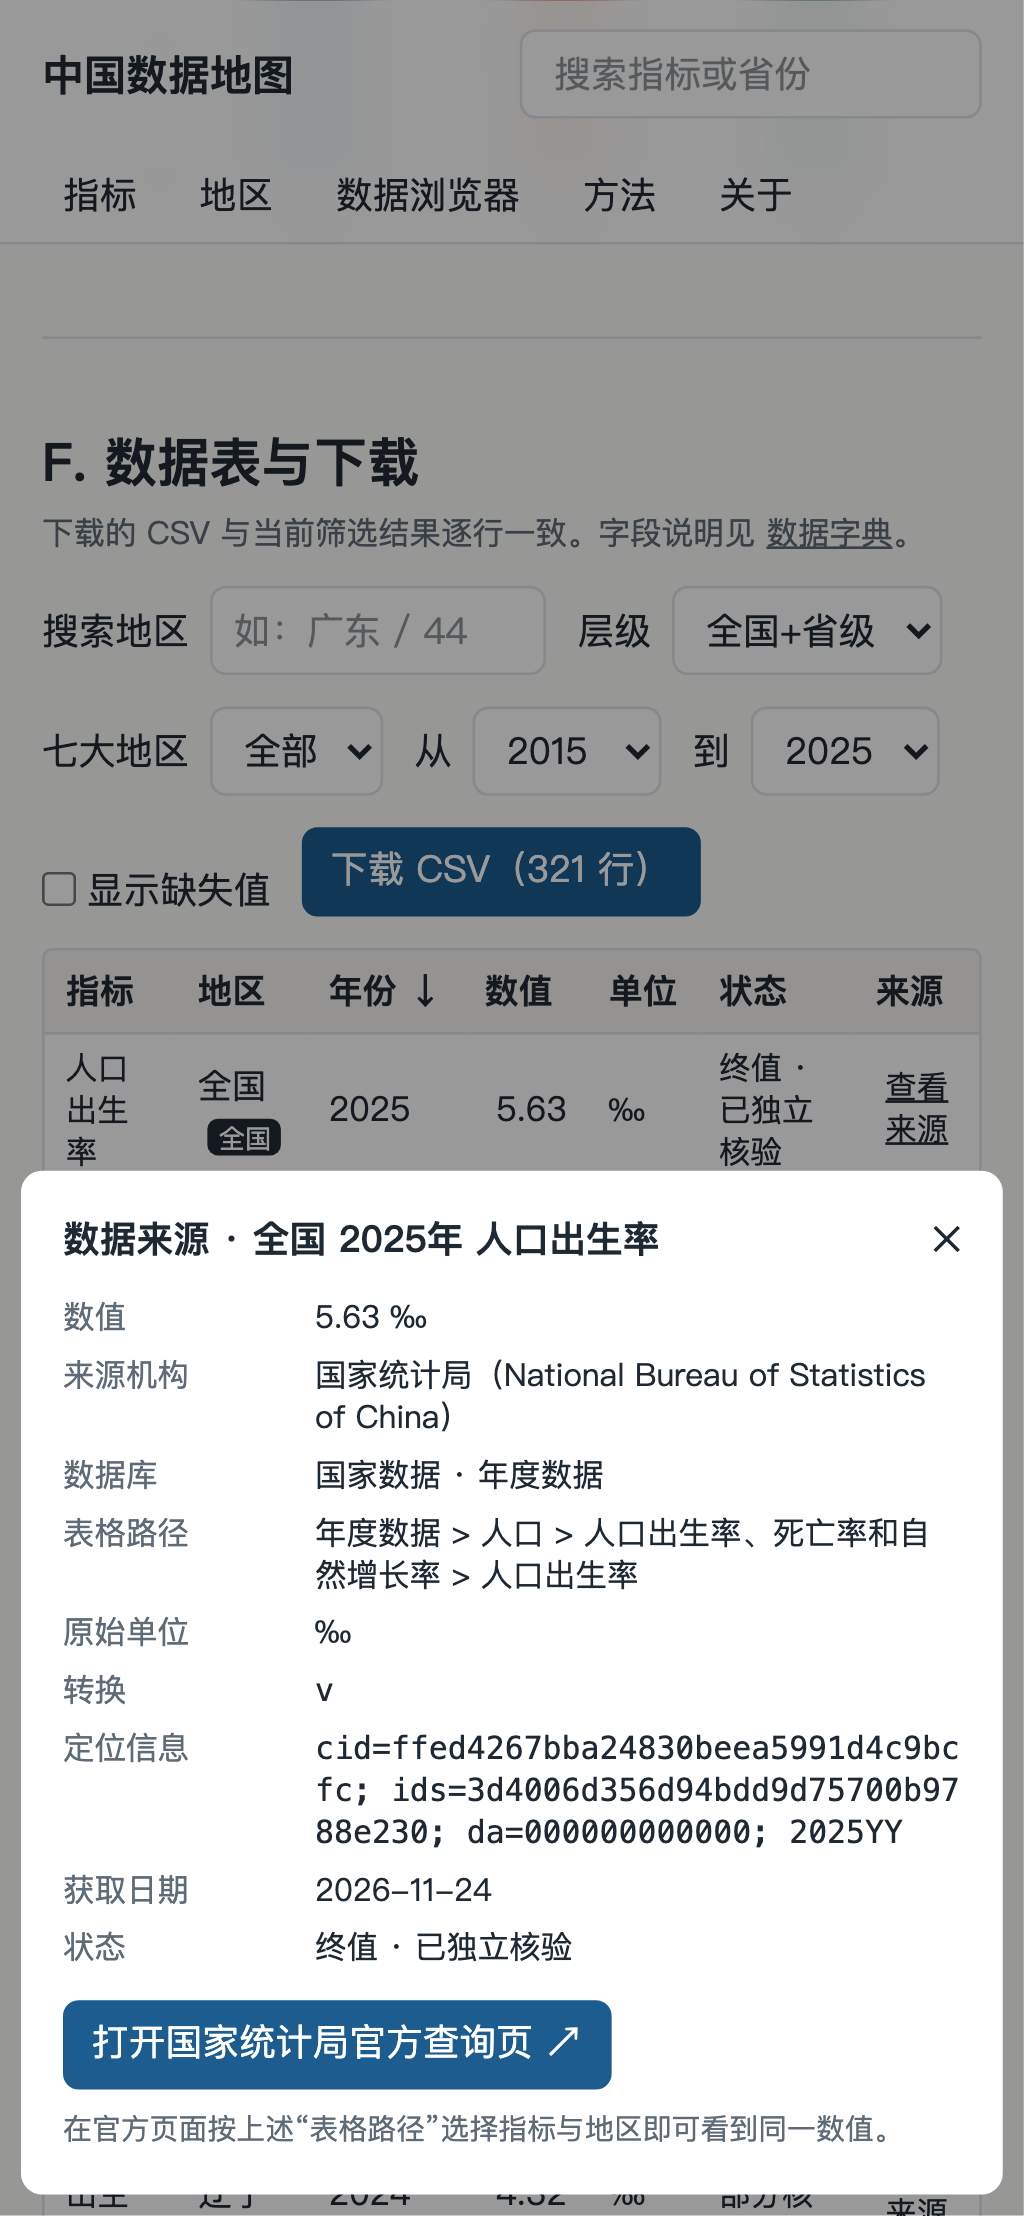 中国数据地图
搜索指标或省份
指标 地区 数据浏览器 方法 关于
F. 数据表与下载
下载的 CSV 与当前筛选结果逐行一致。字段说明见 数据字典。
搜索地区 如：广东 / 44 层级 全国+省级
七大地区 全部 从 2015 到 2025
显示缺失值 下载 CSV（321 行）
指标 地区 年份 ↓ 数值 单位 状态 来源
人口出生率 全国 全国 2025 5.63 ‰ 终值 · 已独立核验 查看来源
数据来源 · 全国 2025年 人口出生率 ×
数值 5.63 ‰
来源机构 国家统计局（National Bureau of Statistics
of China）
数据库 国家数据 · 年度数据
表格路径 年度数据 > 人口 > 人口出生率、死亡率和自
然增长率 > 人口出生率
原始单位 ‰
转换 v
定位信息 cid=ffed4267bba24830beea5991d4c9bc
fc; ids=3d4006d356d94bdd9d75700b97
88e230; da=000000000000; 2025YY
获取日期 2026-11-24
状态 终值 · 已独立核验
打开国家统计局官方查询页 ↗
在官方页面按上述“表格路径”选择指标与地区即可看到同一数值。
出生 辽宁 2024 4.32 ‰ 部分核 来源